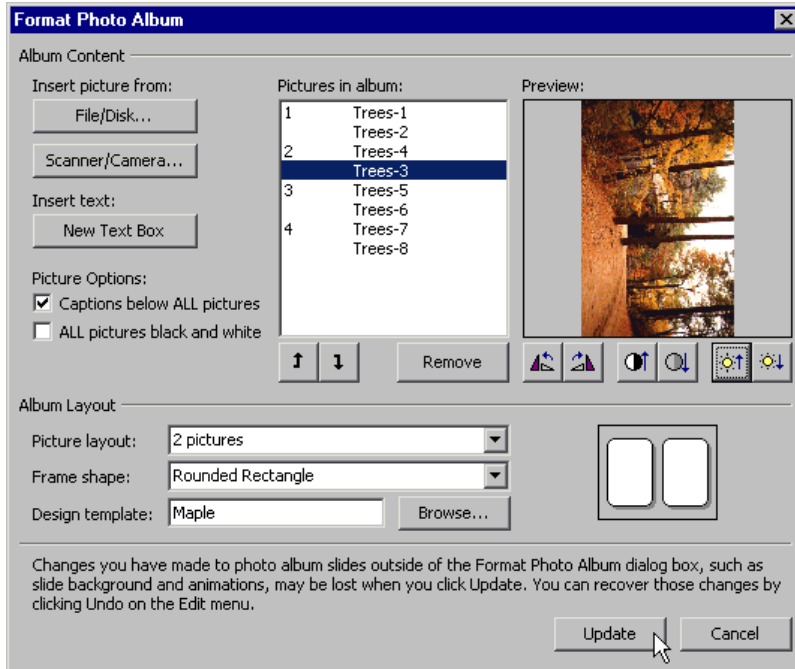 Format Photo Album
Album Content
Insert picture from:
File/Disk...
Scanner/Camera...
Insert text:
New Text Box
Picture Options:
Captions below ALL pictures
ALL pictures black and white
Pictures in album:
1 Trees-1
Trees-2
2 Trees-4
Trees-3
3 Trees-5
Trees-6
4 Trees-7
Trees-8
Remove
Preview:
Album Layout
Picture layout: 2 pictures
Frame shape: Rounded Rectangle
Design template: Maple Browse...
Changes you have made to photo album slides outside of the Format Photo Album dialog box, such as
slide background and animations, may be lost when you click Update. You can recover those changes by
clicking Undo on the Edit menu.
Update Cancel